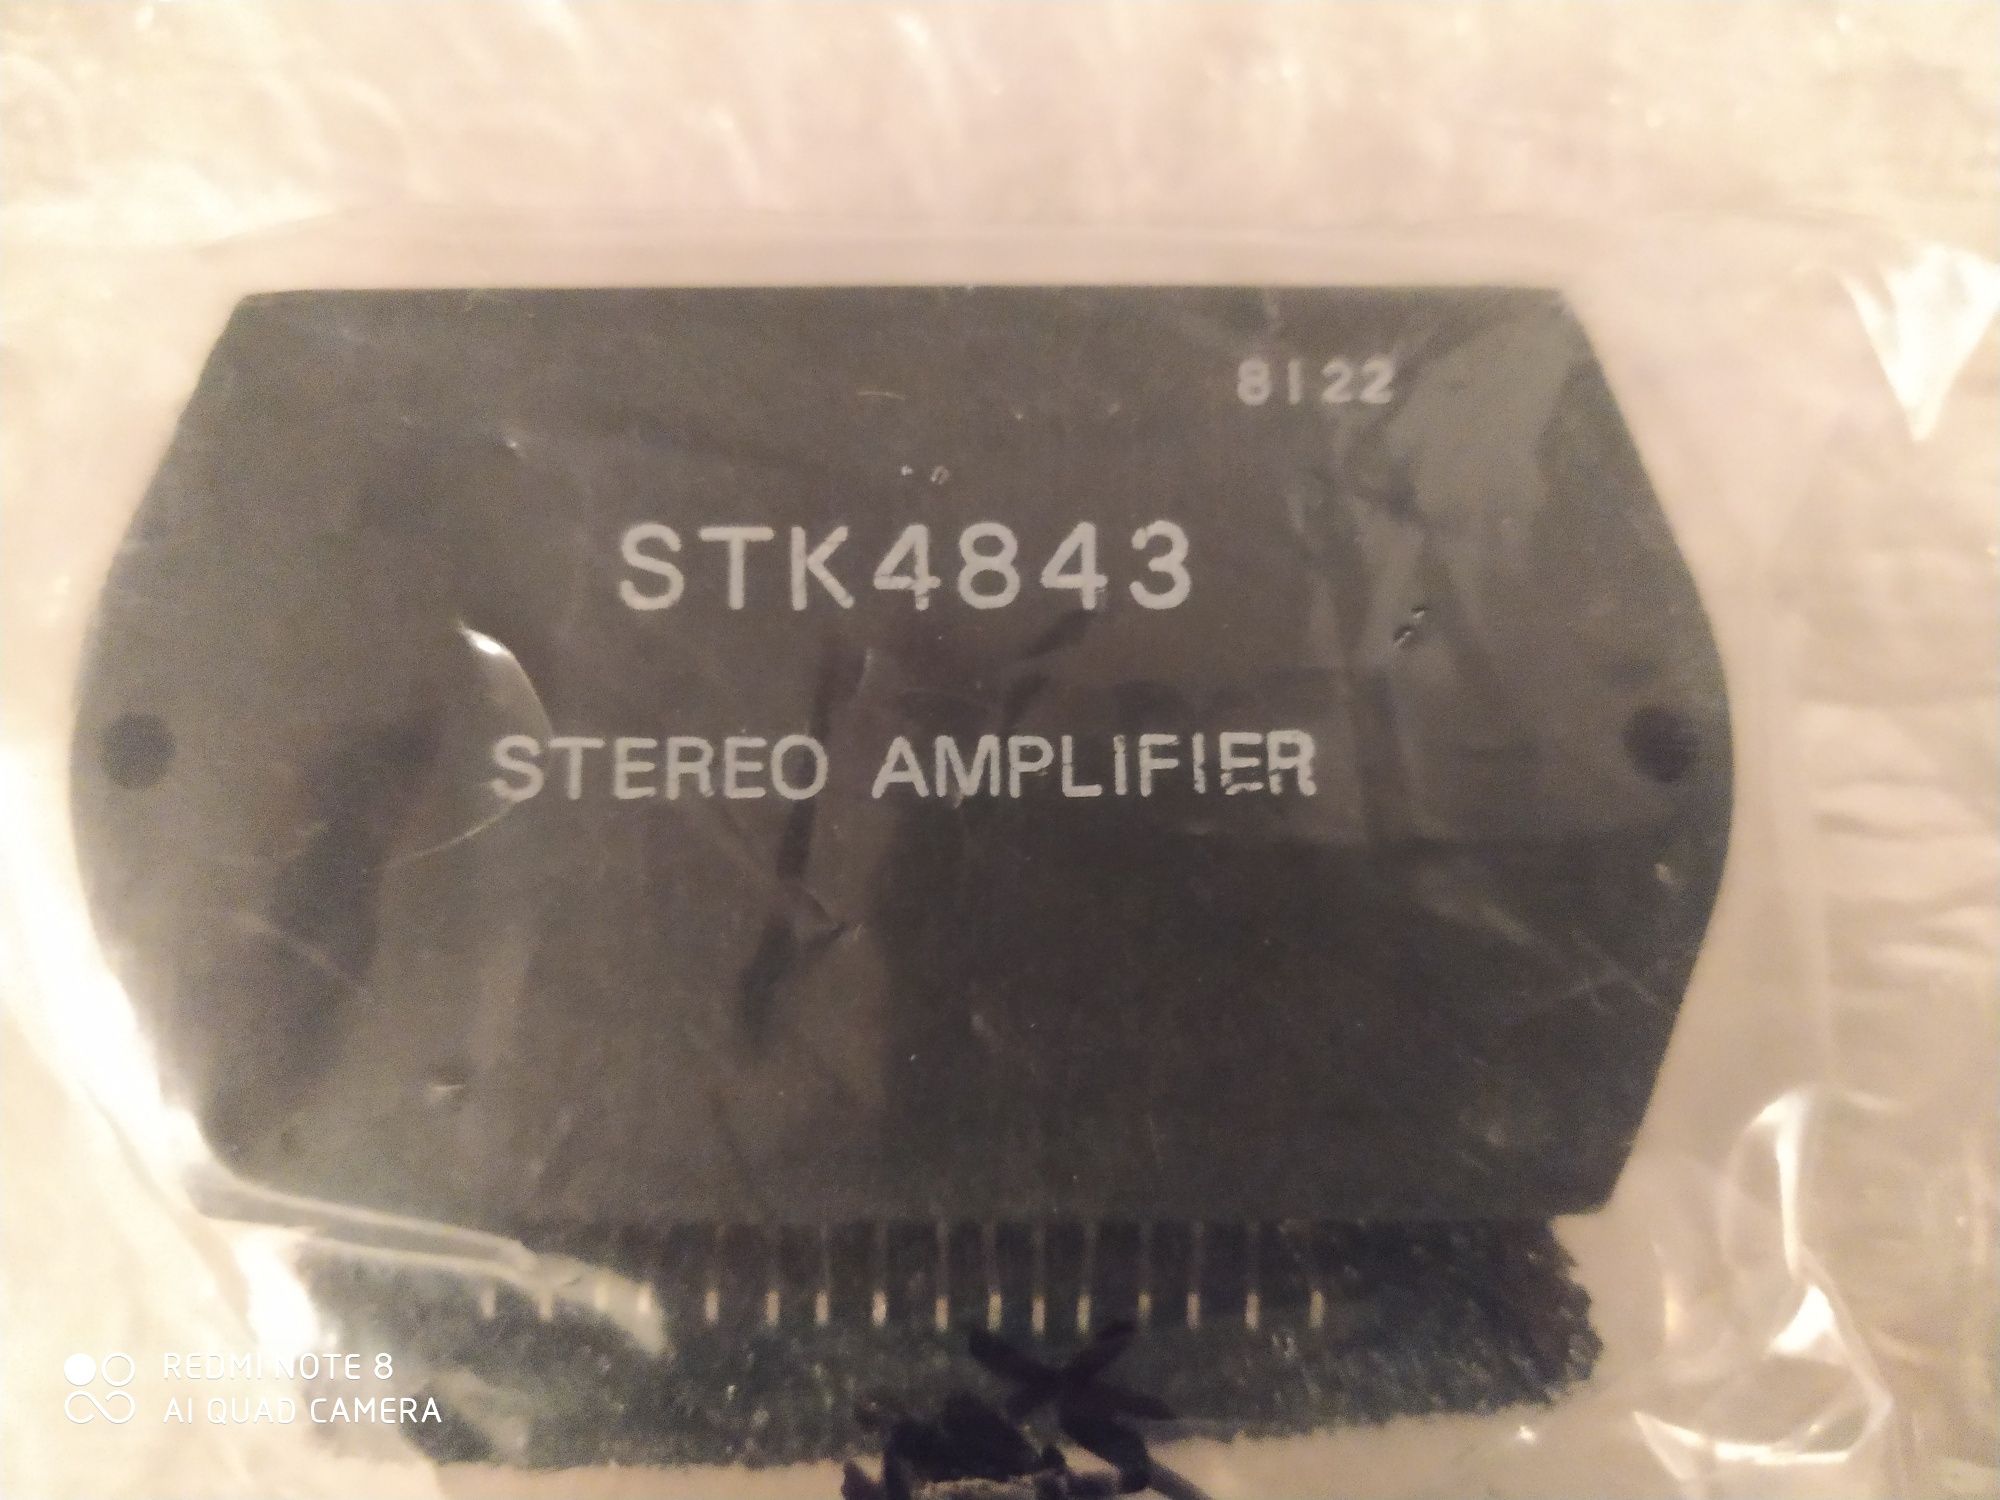 8122
STK4843
STEREO AMPLIFIER
REDMI NOTE 8
AI QUAD CAMERA